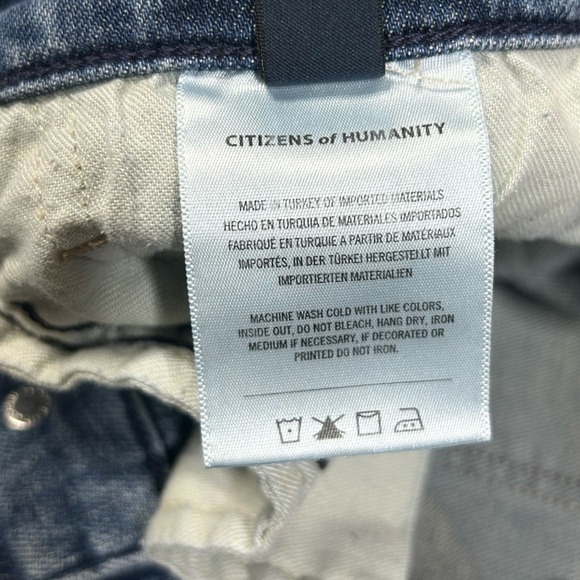 CITIZENS of HUMANITY
MADE IN TURKEY OF IMPORTED MATERIALS
HECHO EN TURQUIA DE MATERIALES IMPORTADOS
FABRIQUÉ EN TURQUIE A PARTIR DE MATÉRIAUX
IMPORTÉS, IN DER TÜRKEI HERGESTELLT MIT
IMPORTIERTEN MATERIALIEN
MACHINE WASH COLD WITH LIKE COLORS,
INSIDE OUT, DO NOT BLEACH, HANG DRY, IRON
MEDIUM IF NECESSARY, IF DECORATED OR
PRINTED DO NOT IRON.